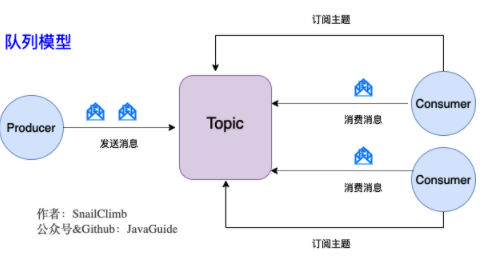 队列模型
订阅主题
Producer
发送消息
Topic
消费消息
Consumer
消费消息
Consumer
订阅主题
作者：SnailClimb
公众号&Github：JavaGuide